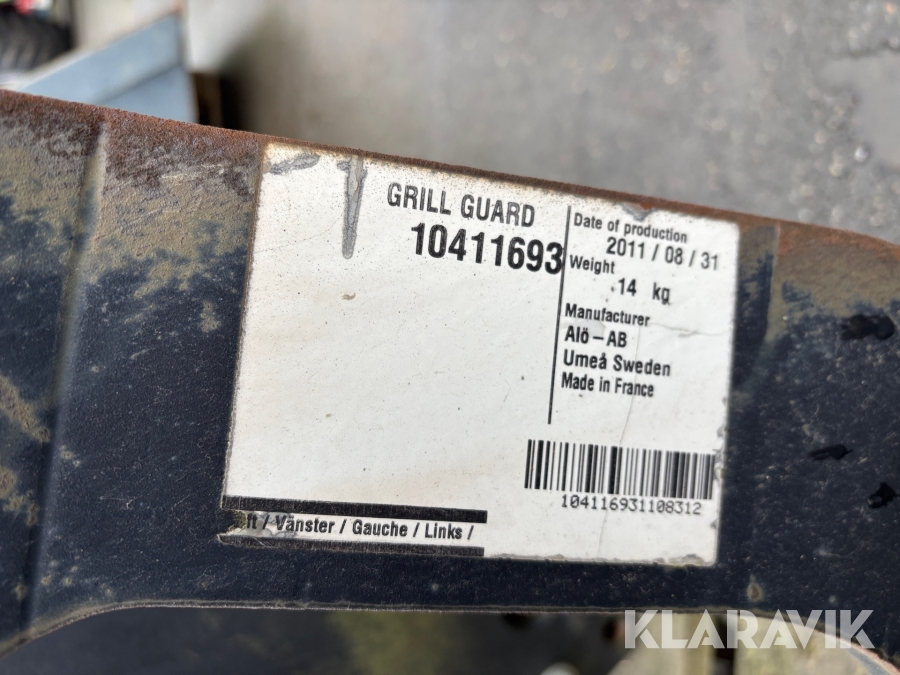 GRILL GUARD
10411693
Date of production
2011 / 08 / 31
Weight
14 kg
Manufacturer
Alö-AB
Umeå Sweden
Made in France
104116931108312
/ Vänster / Gauche / Links /
KLARAVIK